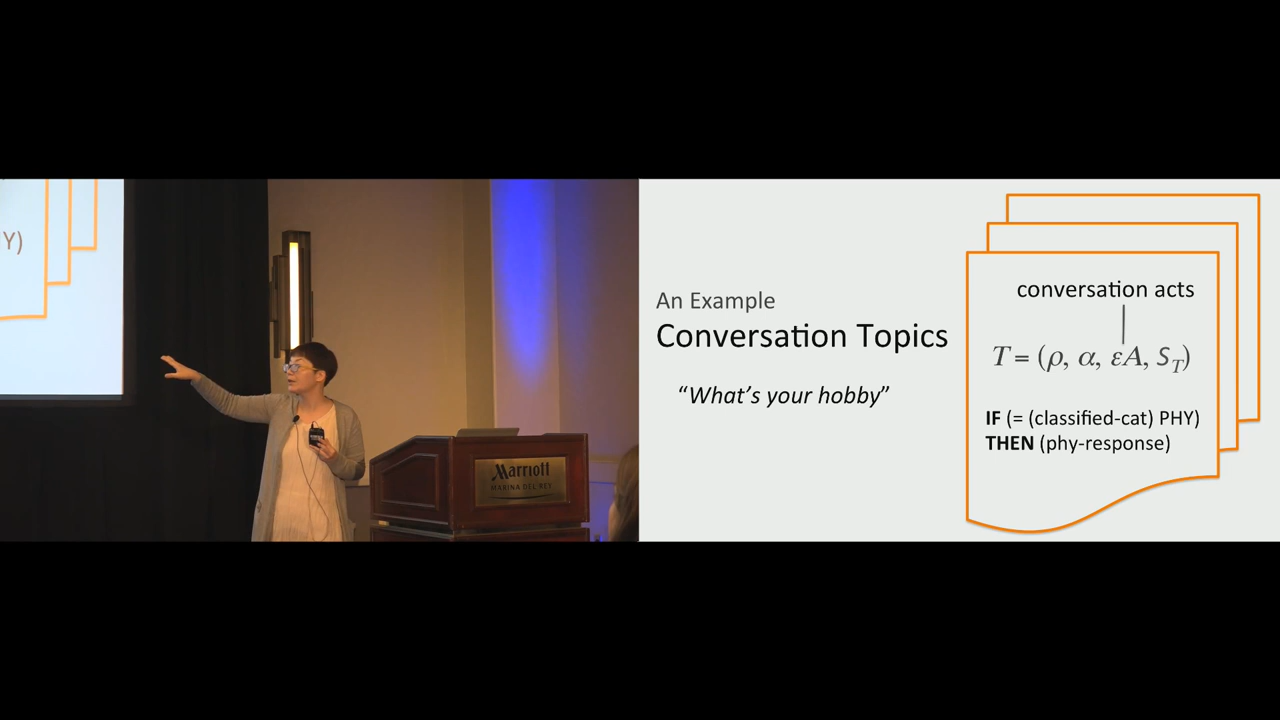 Y)
Marriott
MARINA DEL REY
An Example
Conversation Topics
“What’s your hobby”
conversation acts
T = (ρ, α, εA, S_T)
IF (= (classified-cat) PHY)
THEN (phy-response)